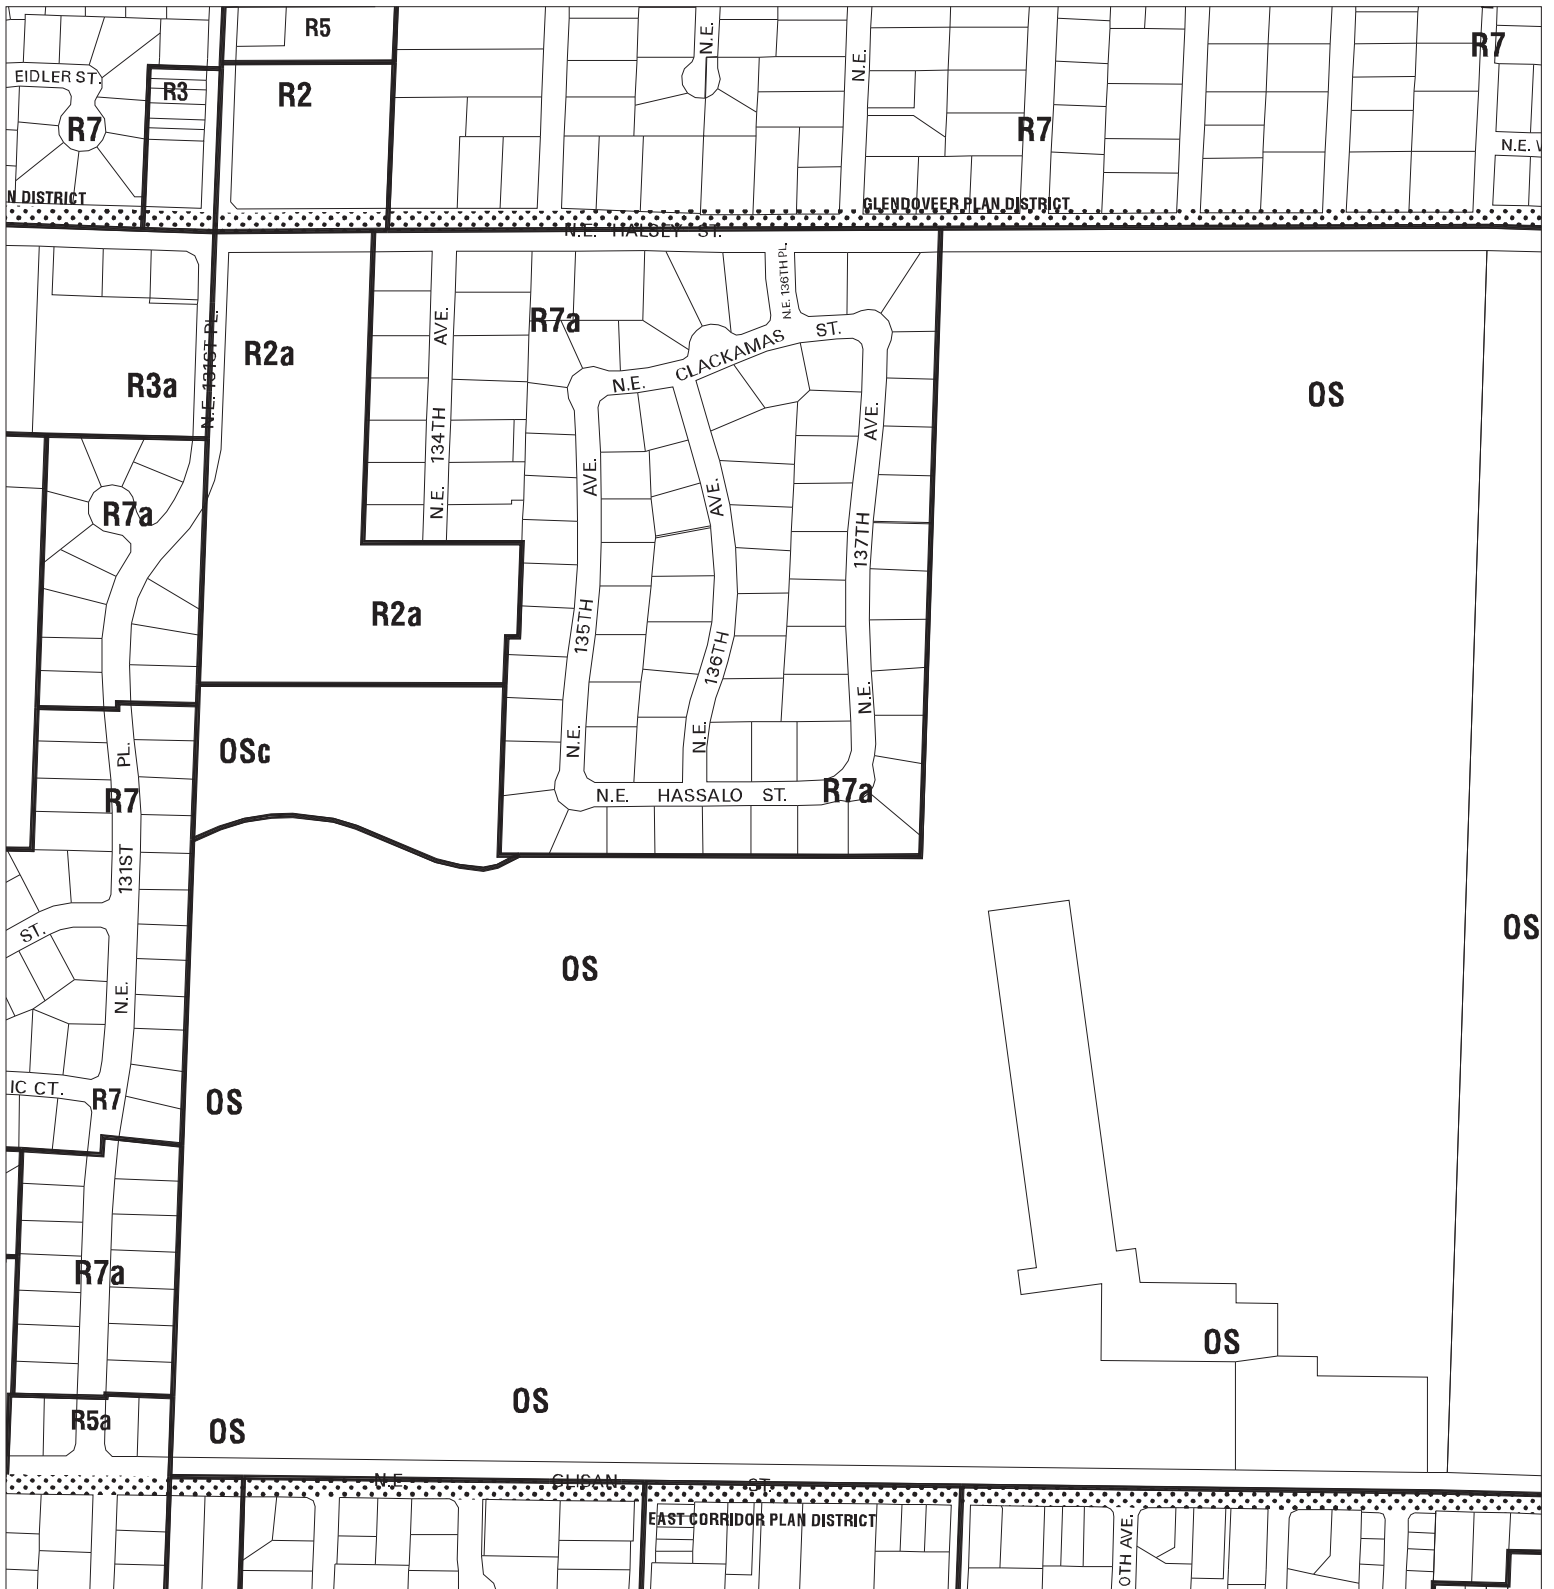 R5
R7
EIDLER ST.
R3
R2
R7
N.E.
N.E.
R7
N.E.
N DISTRICT
GLENDOVEER PLAN DISTRICT
N.E. HALSEY ST.
N.E. 136TH PL.
R7a
N.E. 131ST PL.
R2a
R3a
N.E. 134TH AVE.
N.E. CLACKAMAS ST.
OS
R7a
N.E. 135TH AVE.
N.E. 136TH AVE.
N.E. 137TH AVE.
R2a
OSc
N.E. 131ST PL.
R7
N.E. HASSALO ST.
R7a
ST.
OS
OS
IC CT.
R7
OS
R7a
OS
OS
R5a
OS
N.E. GLISAN ST.
EAST CORRIDOR PLAN DISTRICT
0TH AVE.